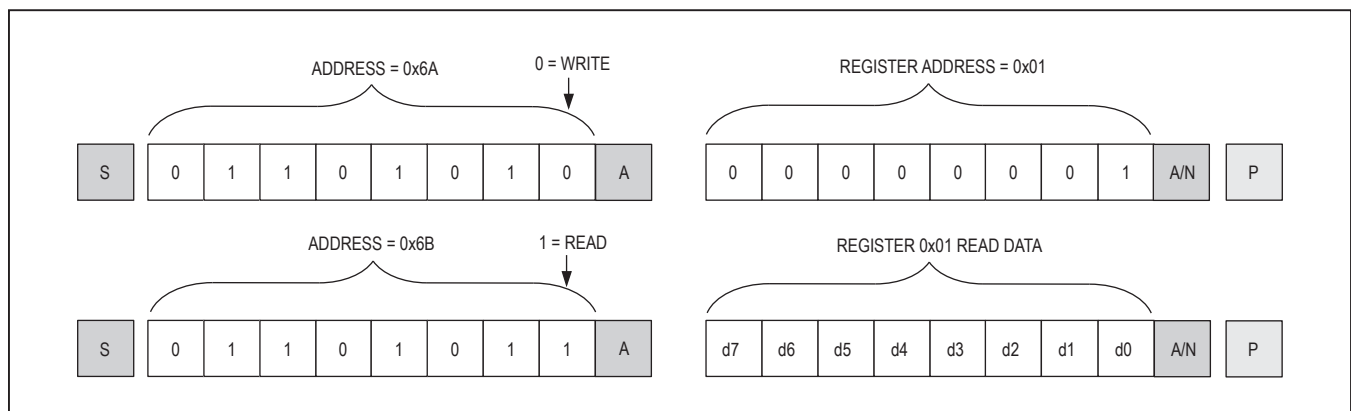 ADDRESS = 0x6A 0 = WRITE REGISTER ADDRESS = 0x01
S 0 1 1 0 1 0 1 0 A 0 0 0 0 0 0 0 1 A/N P
ADDRESS = 0x6B 1 = READ REGISTER 0x01 READ DATA
S 0 1 1 0 1 0 1 1 A d7 d6 d5 d4 d3 d2 d1 d0 A/N P